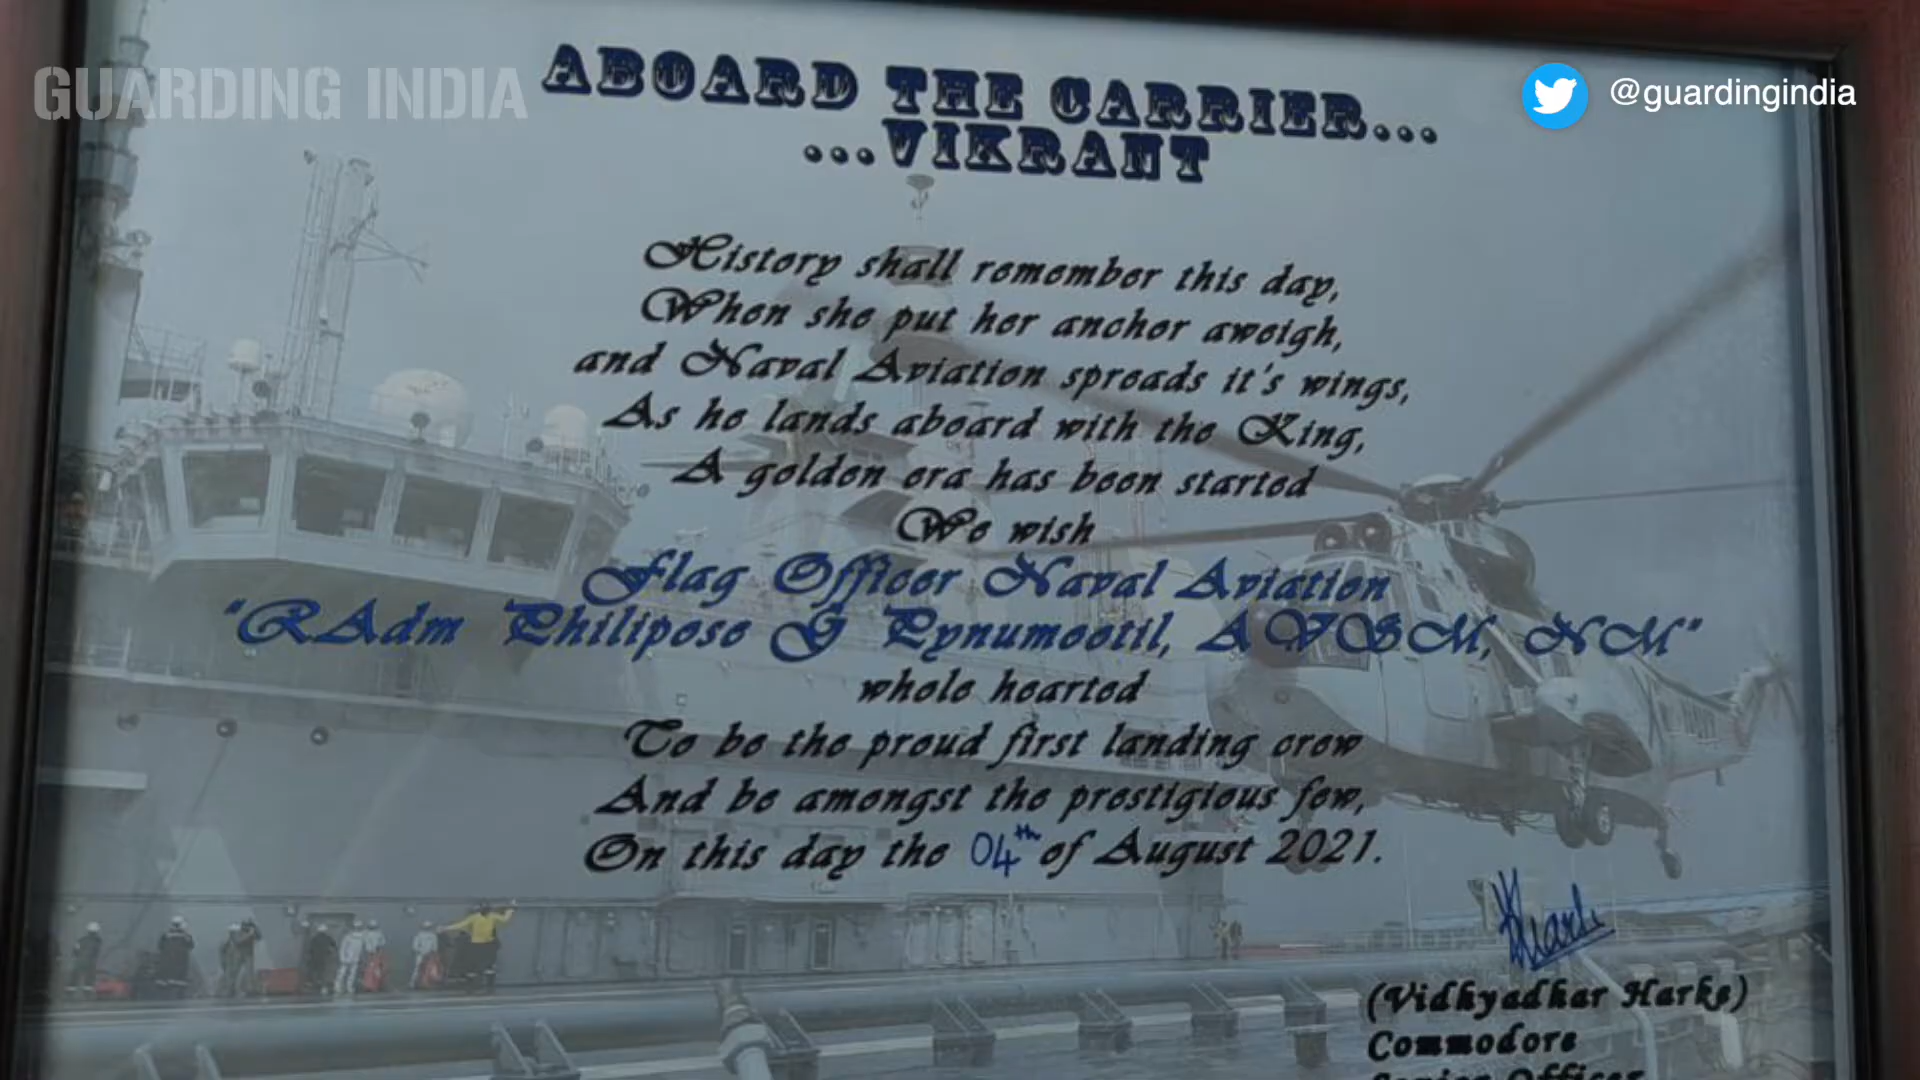 GUARDING INDIA
@guardingindia
ABOARD THE CARRIER...
...VIKRANT
History shall remember this day,
When she put her anchor aweigh,
and Naval Aviation spreads it's wings,
As he lands aboard with the King,
A golden era has been started
We wish
Flag Officer Naval Aviation
"RAdm Philipose G Pynumootil, AVSM, NM"
whole hearted
To be the proud first landing crew
And be amongst the prestigious few,
On this day the 04th of August 2021.
(Vidhyadhar Harke)
Commodore
Senior Officer